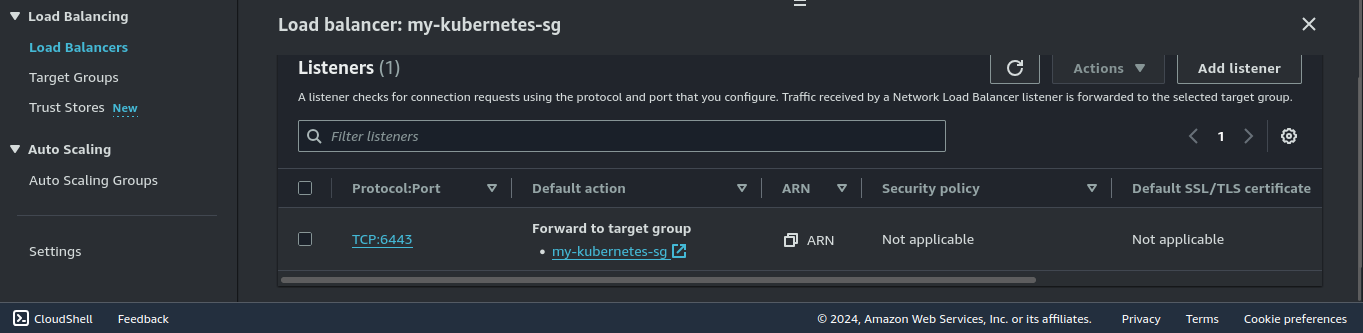 Load Balancing
Load Balancers
Target Groups
Trust Stores New
Auto Scaling
Auto Scaling Groups
Settings
Load balancer: my-kubernetes-sg
Listeners (1)
Actions
Add listener
A listener checks for connection requests using the protocol and port that you configure. Traffic received by a Network Load Balancer listener is forwarded to the selected target group.
Filter listeners
1
Protocol:Port Default action ARN Security policy Default SSL/TLS certificate
TCP:6443
Forward to target group
• my-kubernetes-sg
ARN
Not applicable
Not applicable
CloudShell Feedback © 2024, Amazon Web Services, Inc. or its affiliates. Privacy Terms Cookie preferences